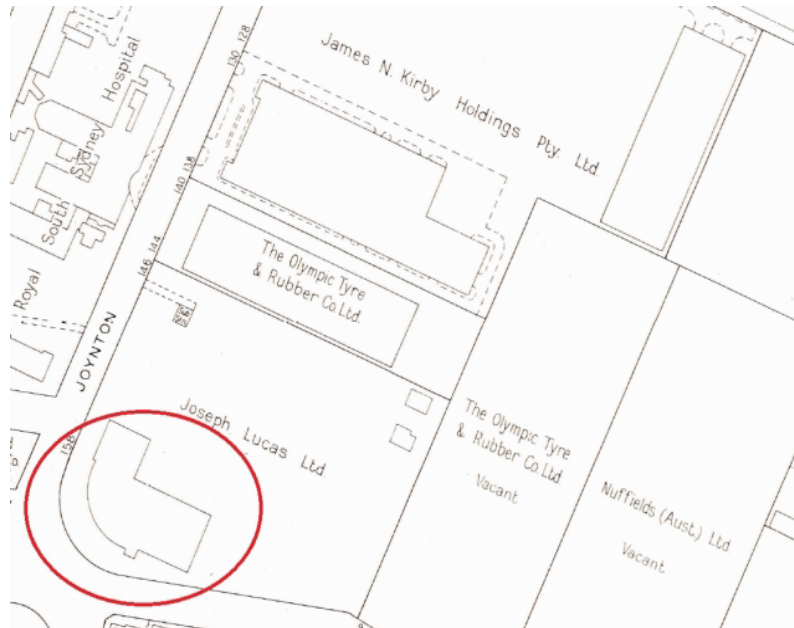 130 128
James N. Kirby Holdings Pty. Ltd.
Royal South Sydney Hospital
140 138
146 144
The Olympic Tyre
& Rubber Co. Ltd.
JOYNTON
Joseph Lucas Ltd
158
The Olympic Tyre
& Rubber Co. Ltd.
Vacant
Nuffields (Aust.) Ltd
Vacant